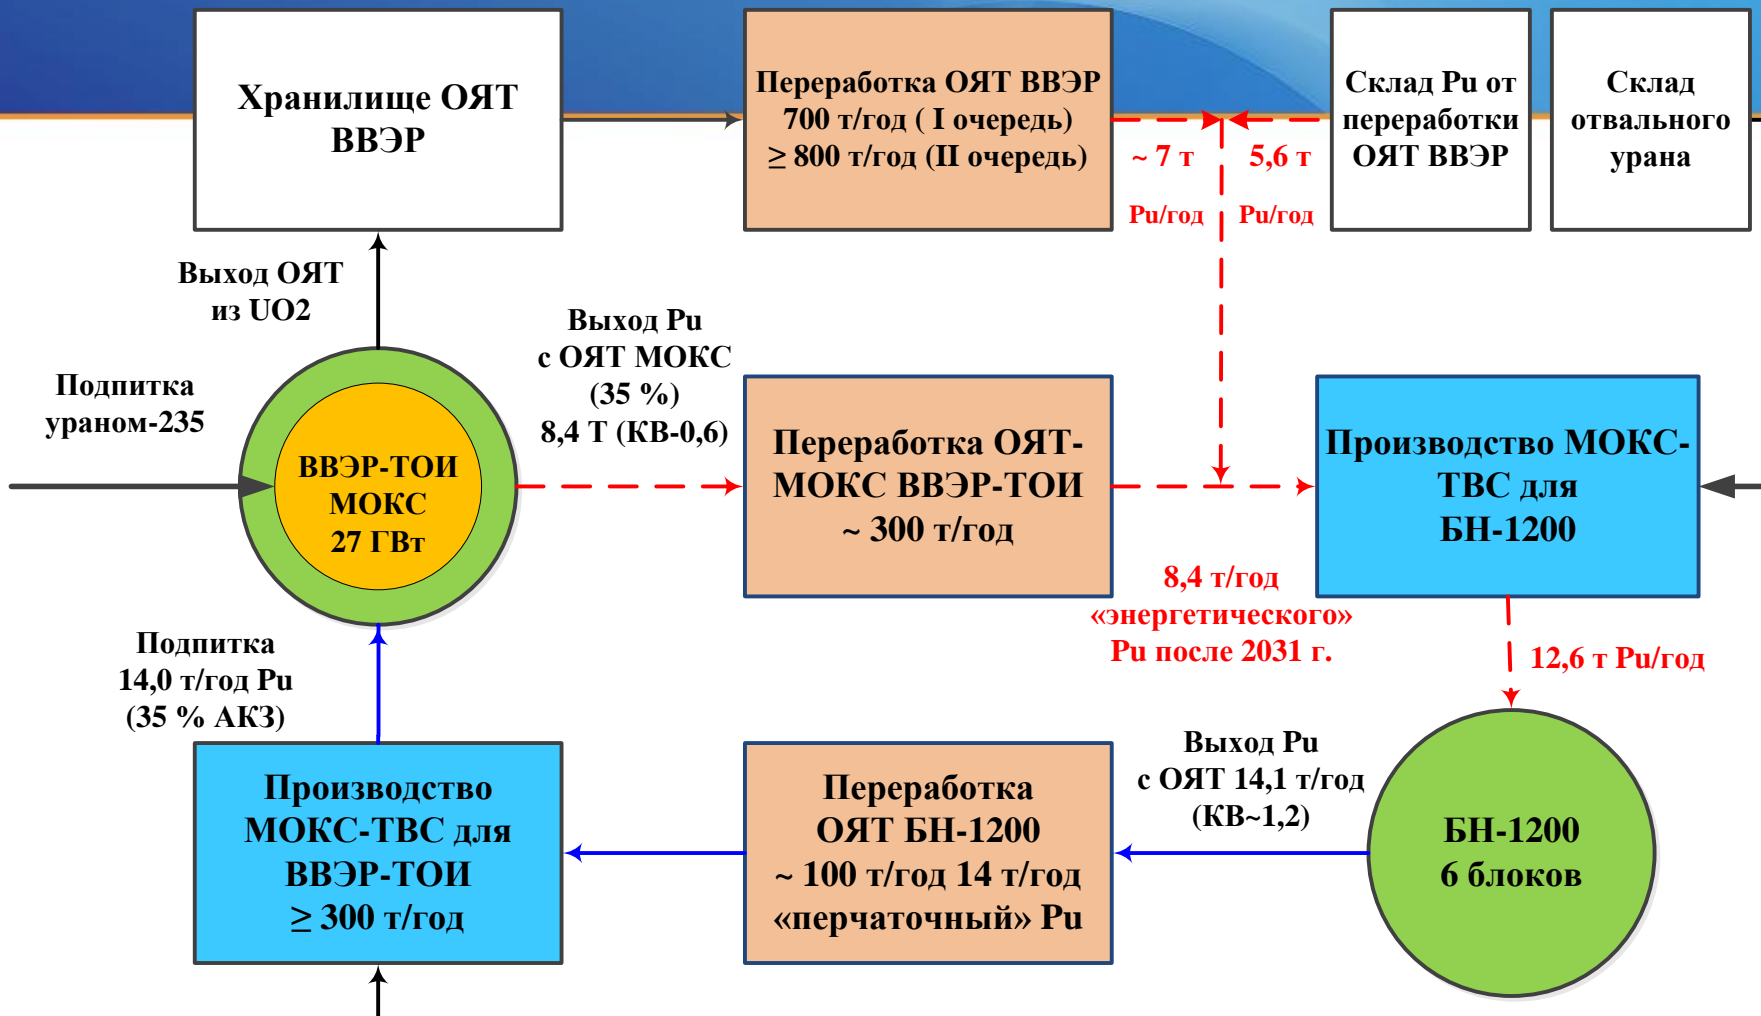 Хранилище ОЯТ
ВВЭР
Переработка ОЯТ ВВЭР
700 т/год ( I очередь)
≥ 800 т/год (II очередь)
~ 7 т
Pu/год
5,6 т
Pu/год
Склад Pu от
переработки
ОЯТ ВВЭР
Склад
отвального
урана
Выход ОЯТ
из UO2
Подпитка
ураном-235
ВВЭР-ТОИ
МОКС
27 ГВт
Выход Pu
с ОЯТ МОКС
(35 %)
8,4 Т (КВ-0,6)
Переработка ОЯТ-
МОКС ВВЭР-ТОИ
~ 300 т/год
Производство МОКС-
ТВС для
БН-1200
8,4 т/год
«энергетического»
Pu после 2031 г.
12,6 т Pu/год
Подпитка
14,0 т/год Pu
(35 % АКЗ)
Производство
МОКС-ТВС для
ВВЭР-ТОИ
≥ 300 т/год
Переработка
ОЯТ БН-1200
~ 100 т/год 14 т/год
«перчаточный» Pu
Выход Pu
с ОЯТ 14,1 т/год
(КВ~1,2)
БН-1200
6 блоков